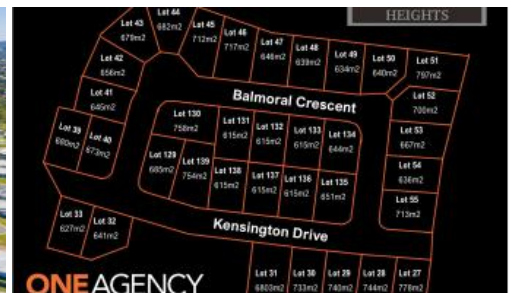 HEIGHTS
Lot 43
679m2
Lot 44
682m2
Lot 45
712m2
Lot 46
717m2
Lot 47
646m2
Lot 48
639m2
Lot 49
634m2
Lot 50
640m2
Lot 51
797m2
Lot 42
656m2
Lot 41
645m2
Lot 52
700m2
Balmoral Crescent
Lot 39
660m2
Lot 40
673m2
Lot 130
758m2
Lot 131
615m2
Lot 132
615m2
Lot 133
615m2
Lot 134
644m2
Lot 53
667m2
Lot 129
685m2
Lot 139
754m2
Lot 138
615m2
Lot 137
615m2
Lot 136
615m2
Lot 135
651m2
Lot 54
636m2
Lot 55
713m2
Lot 33
627m2
Lot 32
641m2
Kensington Drive
Lot 31
6803m2
Lot 30
733m2
Lot 29
740m2
Lot 28
744m2
Lot 27
778m2
ONEAGENCY